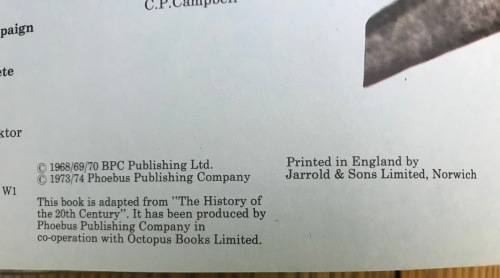 C.P.Campbell
paign
ete
ktor
W1
© 1968/69/70 BPC Publishing Ltd.
© 1973/74 Phoebus Publishing Company
This book is adapted from "The History of
the 20th Century". It has been produced by
Phoebus Publishing Company in
co-operation with Octopus Books Limited.
Printed in England by
Jarrold & Sons Limited, Norwich